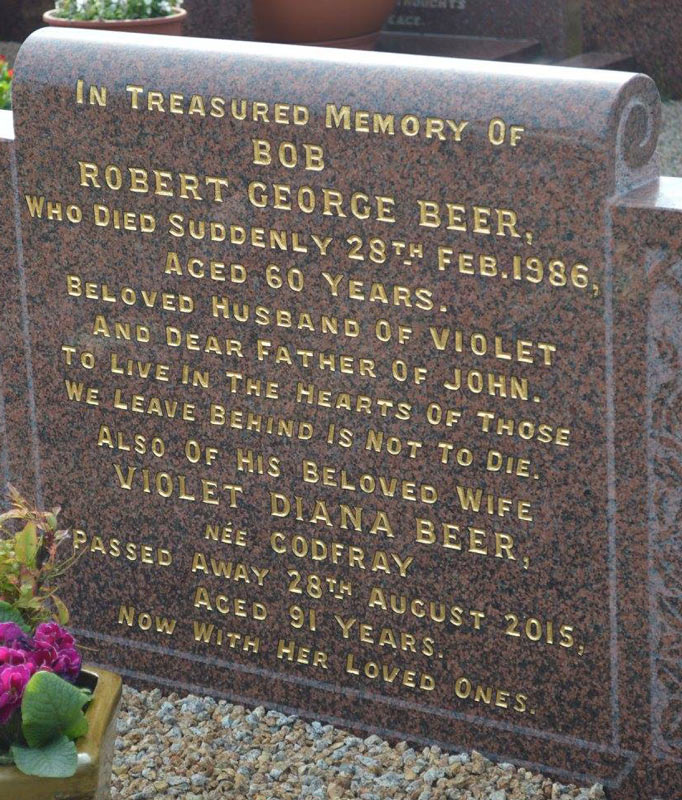 THOUGHTS
ACE.
In Treasured Memory Of
BOB
ROBERT GEORGE BEER,
Who Died Suddenly 28TH Feb. 1986,
Aged 60 Years.
Beloved Husband Of Violet
And Dear Father Of John.
To Live In The Hearts Of Those
We Leave Behind Is Not To Die.
Also Of His Beloved Wife
VIOLET DIANA BEER,
NÉE CODFRAY
Passed Away 28TH August 2015,
Aged 91 Years.
Now With Her Loved Ones.